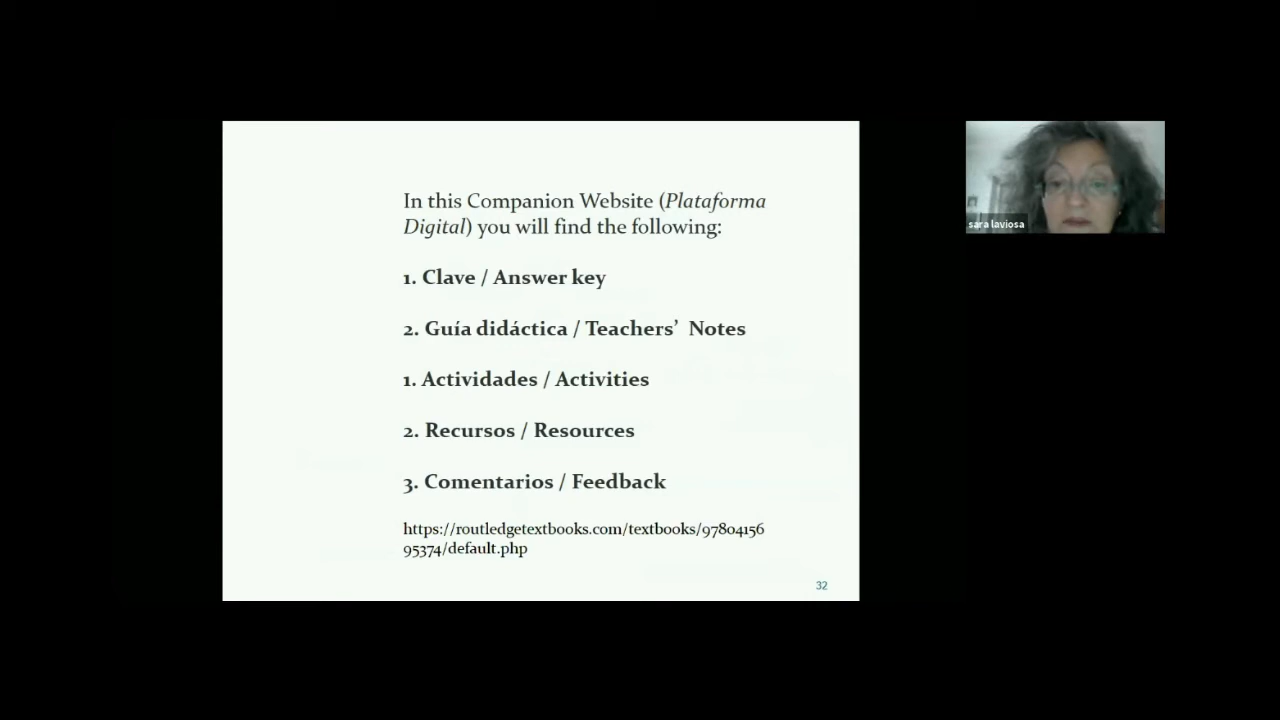 In this Companion Website (Plataforma
Digital) you will find the following:
1. Clave / Answer key
2. Guía didáctica / Teachers’ Notes
1. Actividades / Activities
2. Recursos / Resources
3. Comentarios / Feedback
https://routledgetextbooks.com/textbooks/97804156
95374/default.php
32
sara laviosa